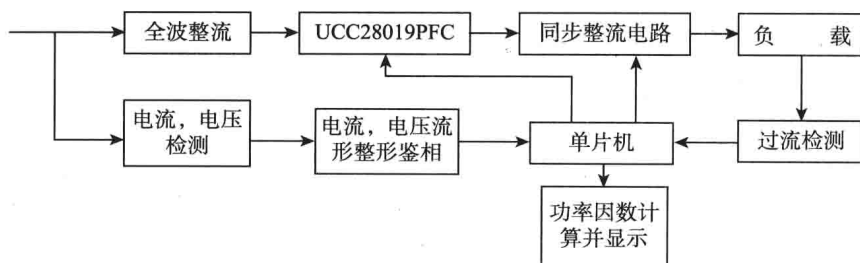 全波整流
UCC28019PFC
同步整流电路
负 载
电流，电压
检测
电流，电压流
形整形鉴相
单片机
过流检测
功率因数计
算并显示